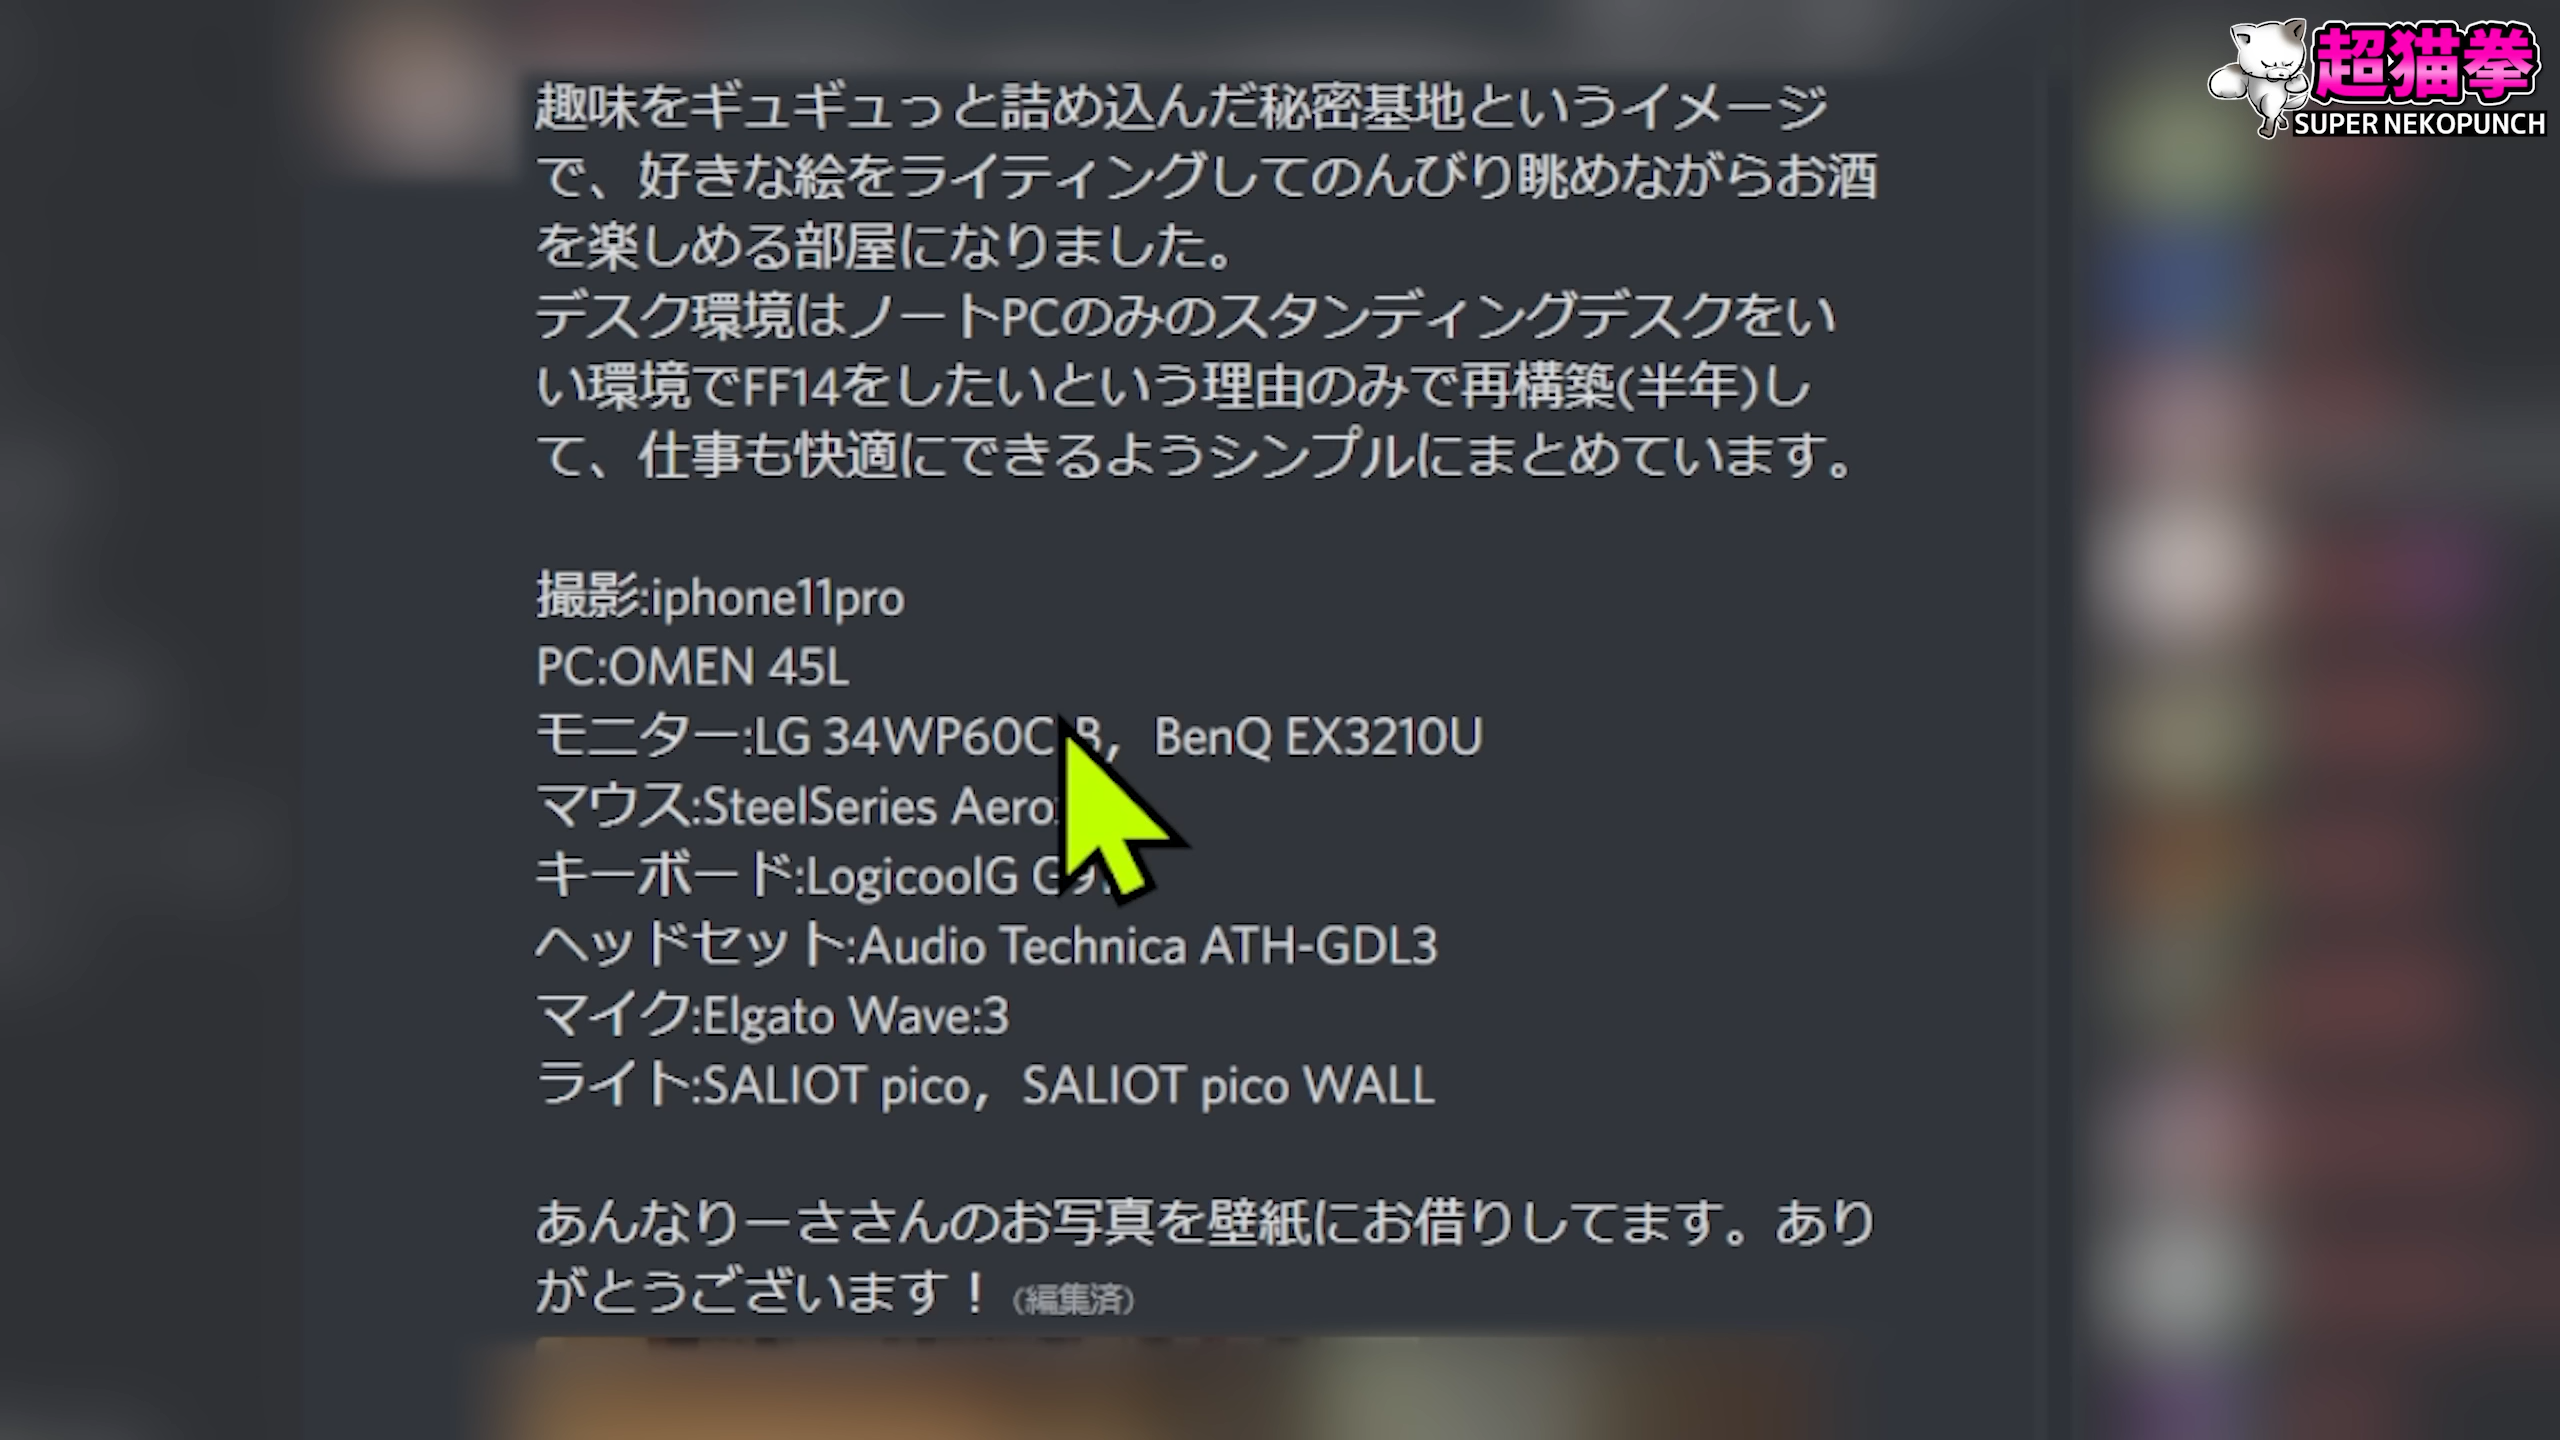 超猫拳
SUPER NEKOPUNCH
趣味をギュギュっと詰め込んだ秘密基地というイメージ
で、好きな絵をライティングしてのんびり眺めながらお酒
を楽しめる部屋になりました。
デスク環境はノートPCのみのスタンディングデスクをい
い環境でFF14をしたいという理由のみで再構築(半年)し
て、仕事も快適にできるようシンプルにまとめています。
撮影:iphone11pro
PC:OMEN 45L
モニター:LG 34WP60C B，BenQ EX3210U
マウス:SteelSeries
キーボード:LogicoolG
ヘッドセット:Audio Technica ATH-GDL3
マイク:Elgato Wave:3
ライト:SALIOT pico，SALIOT pico WALL
あんなりーささんのお写真を壁紙にお借りしてます。あり
がとうございます！ (編集済)